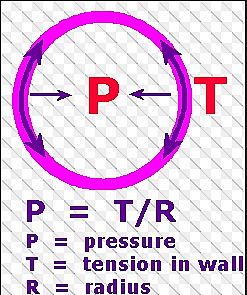 P T
P = T/R
P = pressure
T = tension in wall
R = radius